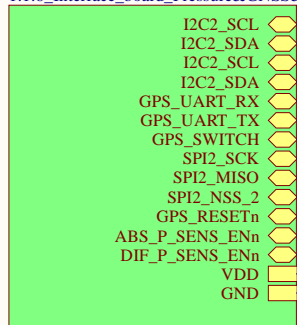 I2C2_SCL
I2C2_SDA
I2C2_SCL
I2C2_SDA
GPS_UART_RX
GPS_UART_TX
GPS_SWITCH
SPI2_SCK
SPI2_MISO
SPI2_NSS_2
GPS_RESETn
ABS_P_SENS_ENn
DIF_P_SENS_ENn
VDD
GND